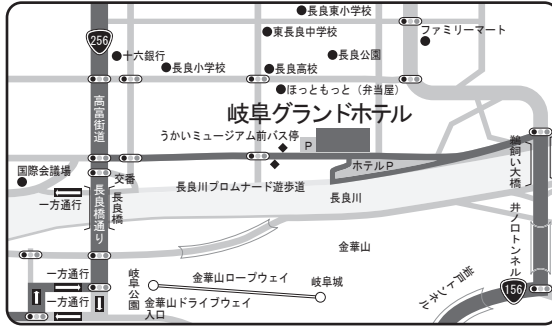 長良東小学校
東長良中学校
ファミリーマート
256
十六銀行
長良公園
長良小学校
長良高校
ほっともっと（弁当屋）
高富街道
岐阜グランドホテル
うかいミュージアム前バス停
P
ホテルP
鵜飼い大橋
国際会議場
交番
一方通行
長良橋通り
長良橋
長良川プロムナード遊歩道
長良川
井ノ口トンネル
金華山
一方通行
岐阜公園
金華山ロープウェイ
岐阜城
岩戸トンネル
156
一方通行
金華山ドライブウェイ
入口